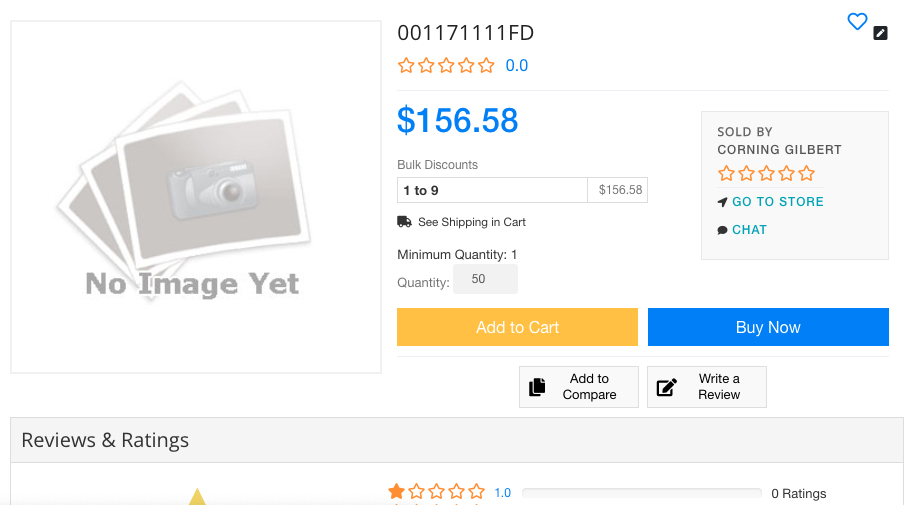 No Image Yet
001171111FD
0.0
$156.58
Bulk Discounts
1 to 9 $156.58
See Shipping in Cart
Minimum Quantity: 1
Quantity: 50
SOLD BY
CORNING GILBERT
GO TO STORE
CHAT
Add to Cart
Buy Now
Add to
Compare
Write a
Review
Reviews & Ratings
1.0 0 Ratings